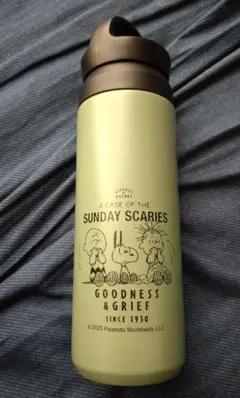 A CASE OF THE
SUNDAY SCARIES
GOODNESS
& GRIEF
SINCE 1950
© 2025 Peanuts Worldwide LLC